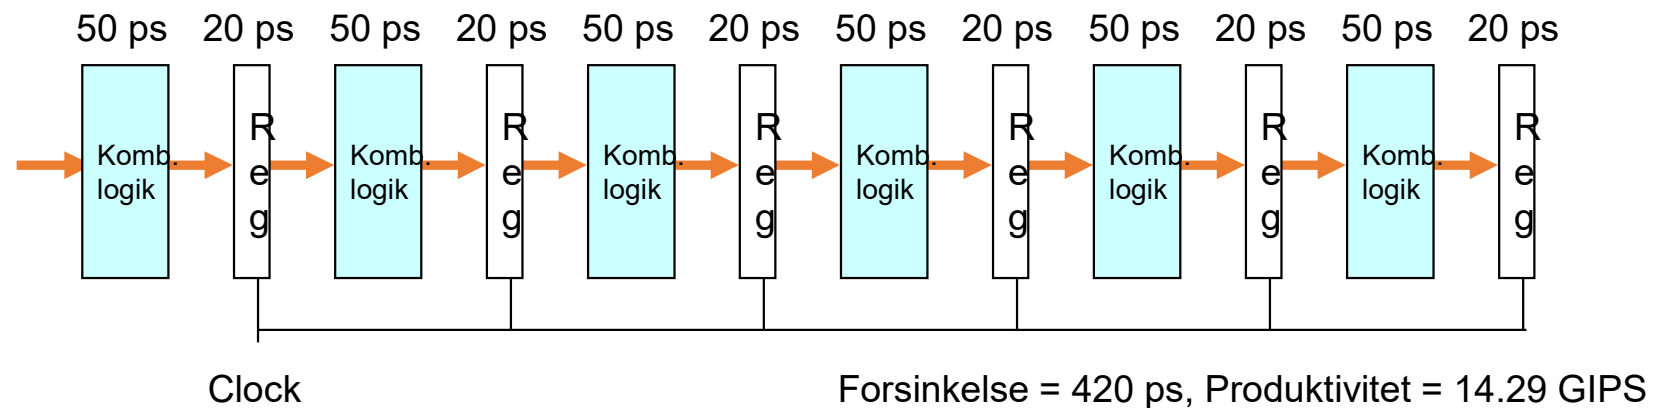 50 ps 20 ps 50 ps 20 ps 50 ps 20 ps 50 ps 20 ps 50 ps 20 ps 50 ps 20 ps
Komb.
logik
R
e
g
Komb.
logik
R
e
g
Komb.
logik
R
e
g
Komb.
logik
R
e
g
Komb.
logik
R
e
g
Komb.
logik
R
e
g
Clock
Forsinkelse = 420 ps, Produktivitet = 14.29 GIPS